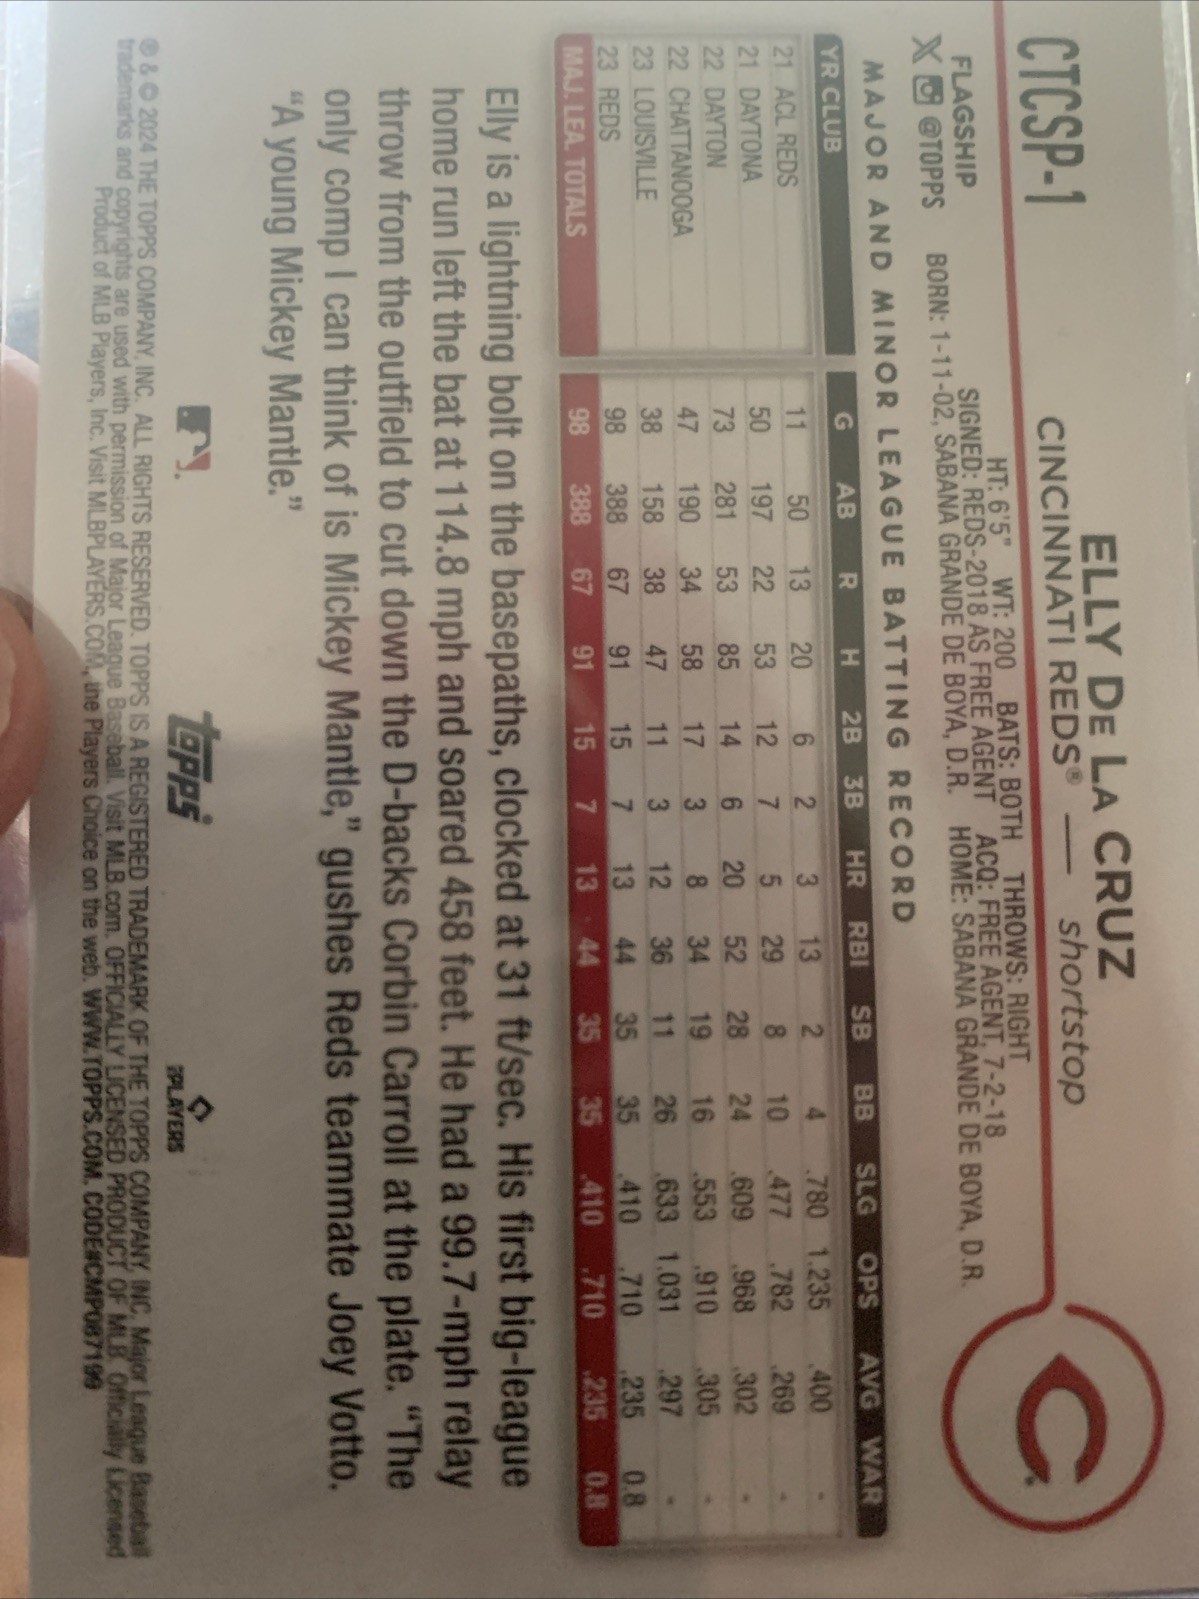 CTCSP-1
ELLY DE LA CRUZ
CINCINNATI REDS® — shortstop
HT: 6'5" WT: 200 BATS: BOTH THROWS: RIGHT
FLAGSHIP SIGNED: REDS-2018 AS FREE AGENT ACQ: FREE AGENT, 7-2-18
@TOPPS BORN: 1-11-02, SABANA GRANDE DE BOYA, D.R. HOME: SABANA GRANDE DE BOYA, D.R.
MAJOR AND MINOR LEAGUE BATTING RECORD
YR CLUB G AB R H 2B 3B HR RBI SB BB SLG OPS AVG WAR
21 ACL REDS 11 50 13 20 6 2 3 13 2 4 .780 1.235 .400 -
21 DAYTONA 50 197 22 53 12 7 5 29 8 10 .477 .782 .269 -
22 DAYTON 73 281 53 85 14 6 20 52 28 24 .609 .968 .302 -
22 CHATTANOOGA 47 190 34 58 17 3 8 34 19 16 .553 .910 .305 -
23 LOUISVILLE 38 158 38 47 11 3 12 36 11 26 .633 1.031 .297 -
23 REDS 98 388 67 91 15 7 13 44 35 35 .410 .710 .235 0.8
MAJ. LEA. TOTALS 98 388 67 91 15 7 13 44 35 35 .410 .710 .235 0.8
Elly is a lightning bolt on the basepaths, clocked at 31 ft/sec. His first big-league
home run left the bat at 114.8 mph and soared 458 feet. He had a 99.7-mph relay
throw from the outfield to cut down the D-backs Corbin Carroll at the plate. “The
only comp I can think of is Mickey Mantle,” gushes Reds teammate Joey Votto.
“A young Mickey Mantle.”
topps
PLAYERS
® & © 2024 THE TOPPS COMPANY, INC. ALL RIGHTS RESERVED. TOPPS IS A REGISTERED TRADEMARK OF THE TOPPS COMPANY, INC. Major League Baseball
trademarks and copyrights are used with permission of Major League Baseball. Visit MLB.com. OFFICIALLY LICENSED PRODUCT OF MLB. Officially Licensed
Product of MLB Players, Inc. Visit MLBPLAYERS.COM, the Players Choice on the web. WWW.TOPPS.COM. CODE#CMP087199